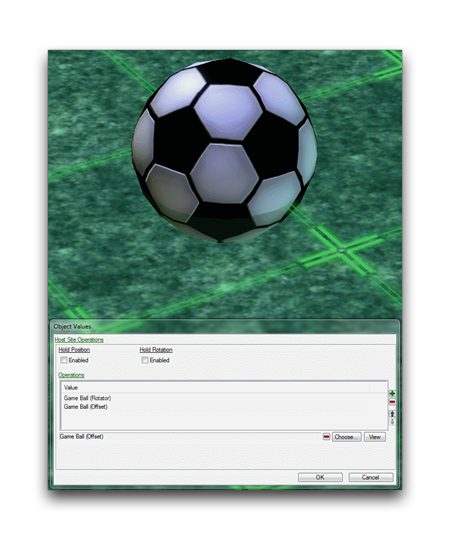 Object Values
Host Site Operations
Hold Position Hold Rotation
Enabled Enabled
Operations
Value
Game Ball (Rotator)
Game Ball (Offset)
Game Ball (Offset) Choose... View
OK Cancel